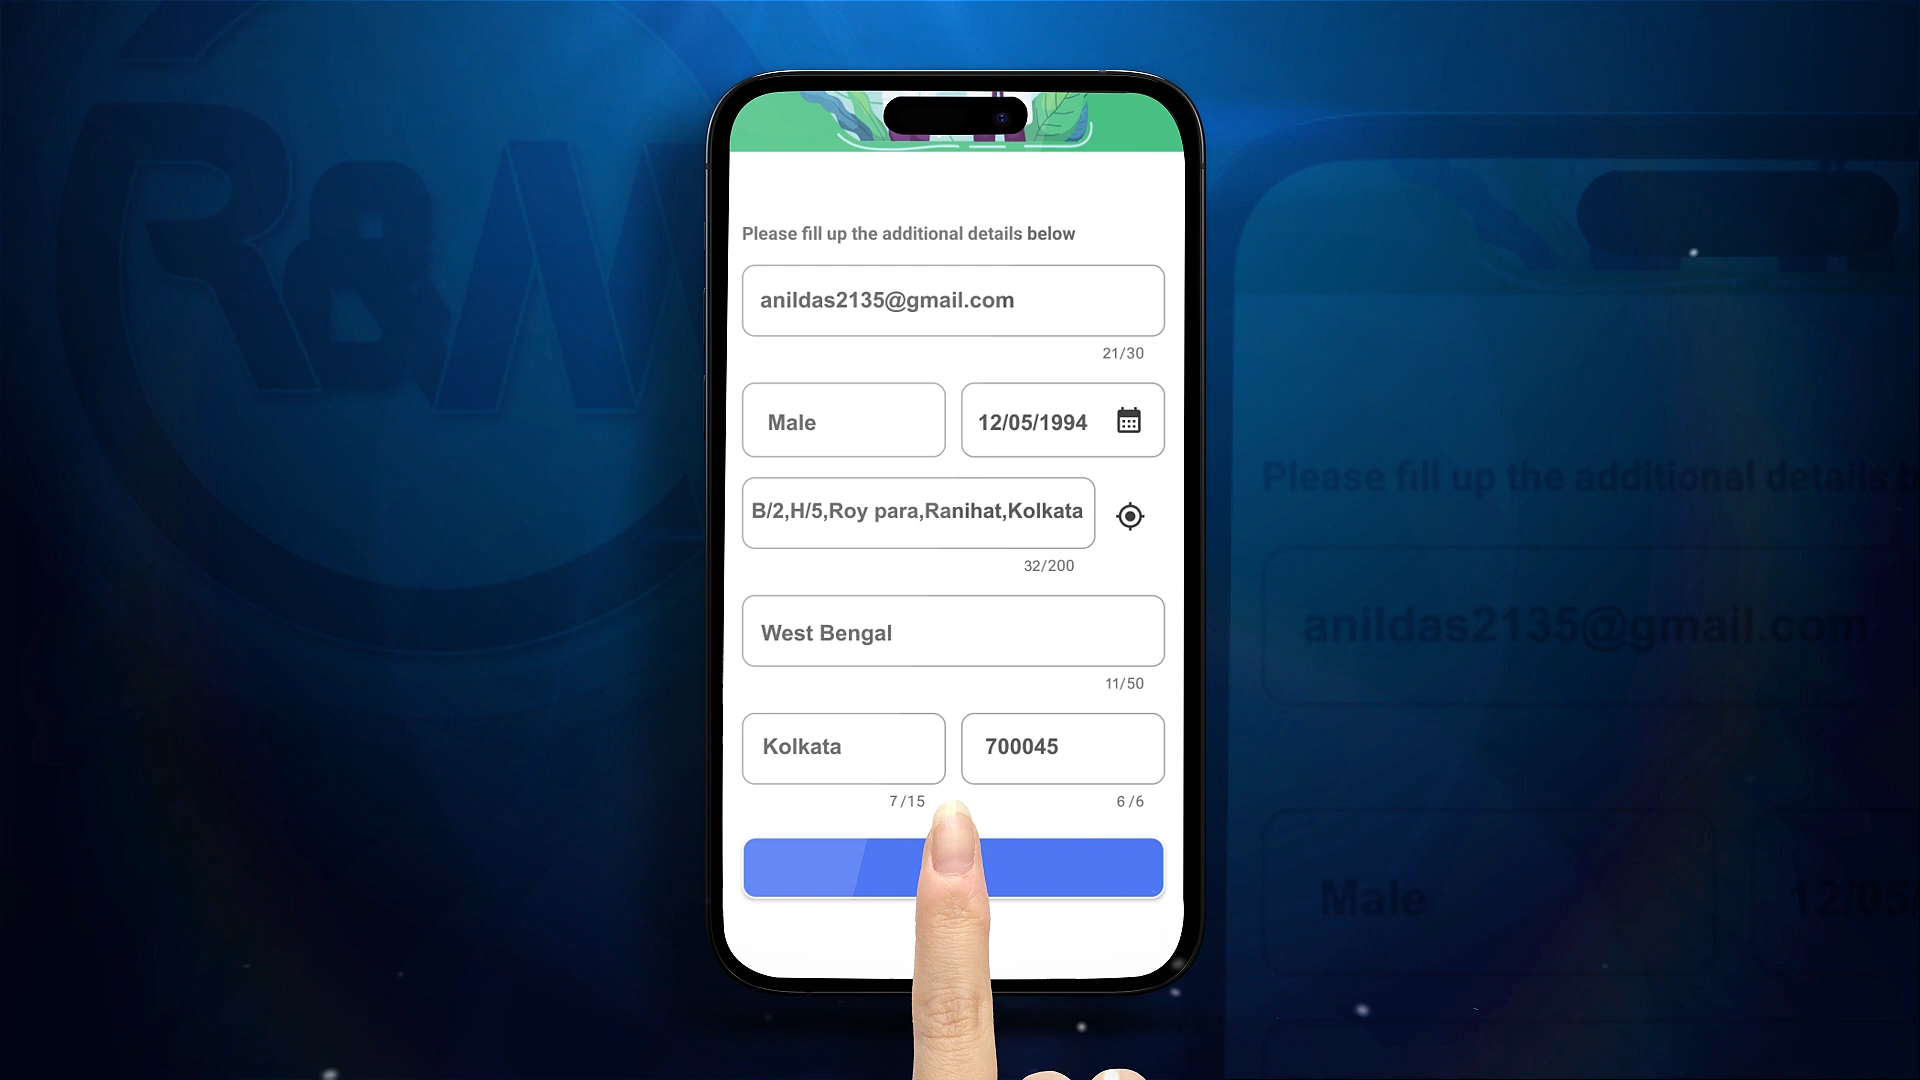 R&M
Please fill up the additional details below
anildas2135@gmail.com
21/30
Male
12/05/1994
B/2,H/5,Roy para,Ranihat,Kolkata
32/200
West Bengal
11/50
Kolkata
700045
7/15
6/6
Please fill up the additional details b
anildas2135@gmail.com
Male
12/05/